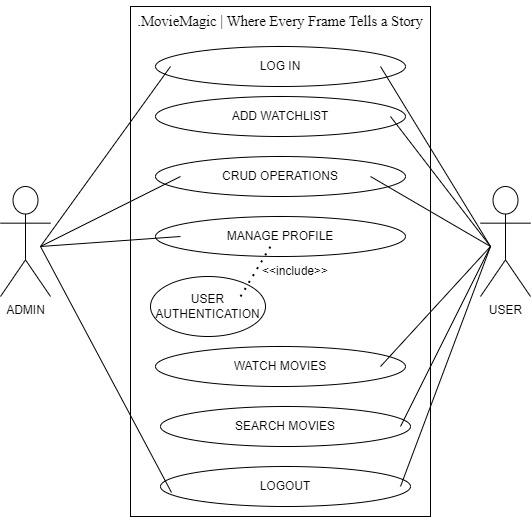 .MovieMagic | Where Every Frame Tells a Story
LOG IN
ADD WATCHLIST
CRUD OPERATIONS
MANAGE PROFILE
<<include>>
USER
AUTHENTICATION
ADMIN
USER
WATCH MOVIES
SEARCH MOVIES
LOGOUT